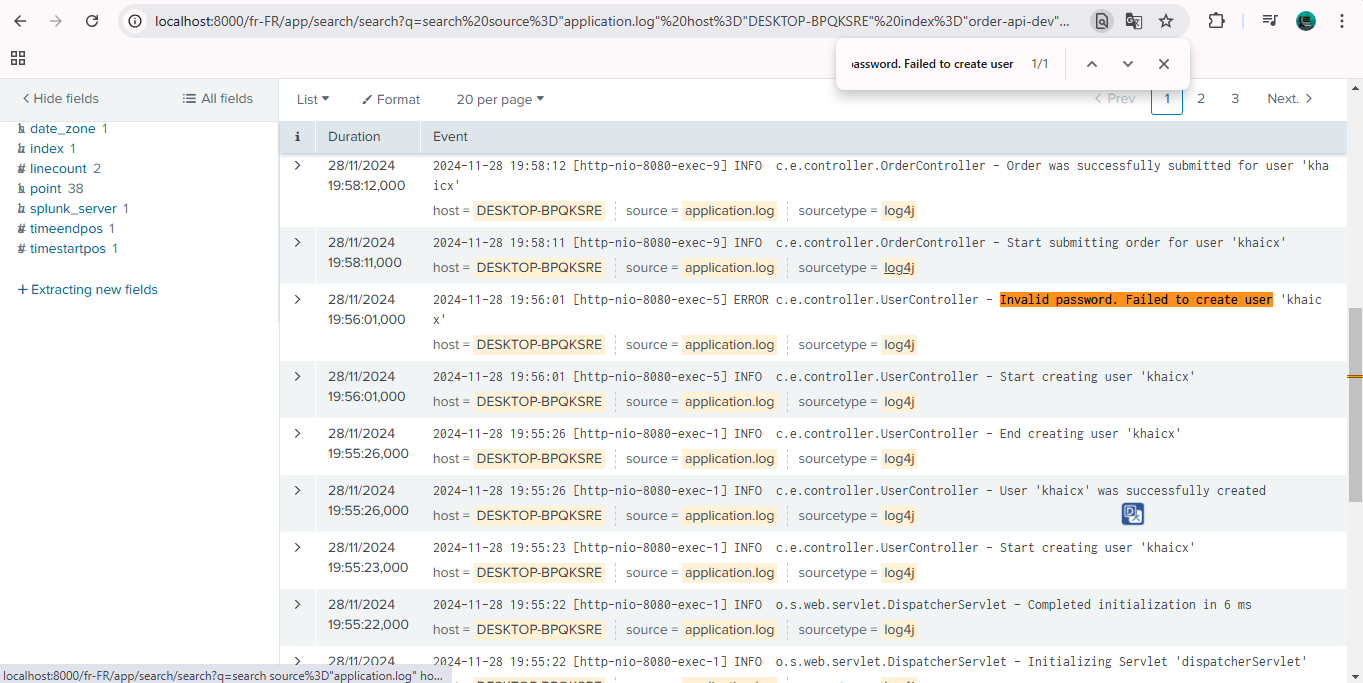 localhost:8000/fr-FR/app/search/search?q=search%20source%3D"application.log"%20host%3D"DESKTOP-BPQKSRE"%20index%3D"order-api-dev"...
password. Failed to create user 1/1
Hide fields All fields
List Format 20 per page Prev 1 2 3 Next.
i Duration Event
date_zone 1
index 1
# linecount 2
point 38
splunk_server 1
# timeendpos 1
# timestartpos 1
+ Extracting new fields
28/11/2024 2024-11-28 19:58:12 [http-nio-8080-exec-9] INFO c.e.controller.OrderController - Order was successfully submitted for user 'kha
19:58:12,000 icx'
host = DESKTOP-BPQKSRE source = application.log sourcetype = log4j
28/11/2024 2024-11-28 19:58:11 [http-nio-8080-exec-9] INFO c.e.controller.OrderController - Start submitting order for user 'khaicx'
19:58:11,000 host = DESKTOP-BPQKSRE source = application.log sourcetype = log4j
28/11/2024 2024-11-28 19:56:01 [http-nio-8080-exec-5] ERROR c.e.controller.UserController - Invalid password. Failed to create user 'khaic
19:56:01,000 x'
host = DESKTOP-BPQKSRE source = application.log sourcetype = log4j
28/11/2024 2024-11-28 19:56:01 [http-nio-8080-exec-5] INFO c.e.controller.UserController - Start creating user 'khaicx'
19:56:01,000 host = DESKTOP-BPQKSRE source = application.log sourcetype = log4j
28/11/2024 2024-11-28 19:55:26 [http-nio-8080-exec-1] INFO c.e.controller.UserController - End creating user 'khaicx'
19:55:26,000 host = DESKTOP-BPQKSRE source = application.log sourcetype = log4j
28/11/2024 2024-11-28 19:55:26 [http-nio-8080-exec-1] INFO c.e.controller.UserController - User 'khaicx' was successfully created
19:55:26,000 host = DESKTOP-BPQKSRE source = application.log sourcetype = log4j
28/11/2024 2024-11-28 19:55:23 [http-nio-8080-exec-1] INFO c.e.controller.UserController - Start creating user 'khaicx'
19:55:23,000 host = DESKTOP-BPQKSRE source = application.log sourcetype = log4j
28/11/2024 2024-11-28 19:55:22 [http-nio-8080-exec-1] INFO o.s.web.servlet.DispatcherServlet - Completed initialization in 6 ms
19:55:22,000 host = DESKTOP-BPQKSRE source = application.log sourcetype = log4j
28/11/2024 2024-11-28 19:55:22 [http-nio-8080-exec-1] INFO o.s.web.servlet.DispatcherServlet - Initializing Servlet 'dispatcherServlet'
localhost:8000/fr-FR/app/search/search?q=search source%3D"application.log" ho...